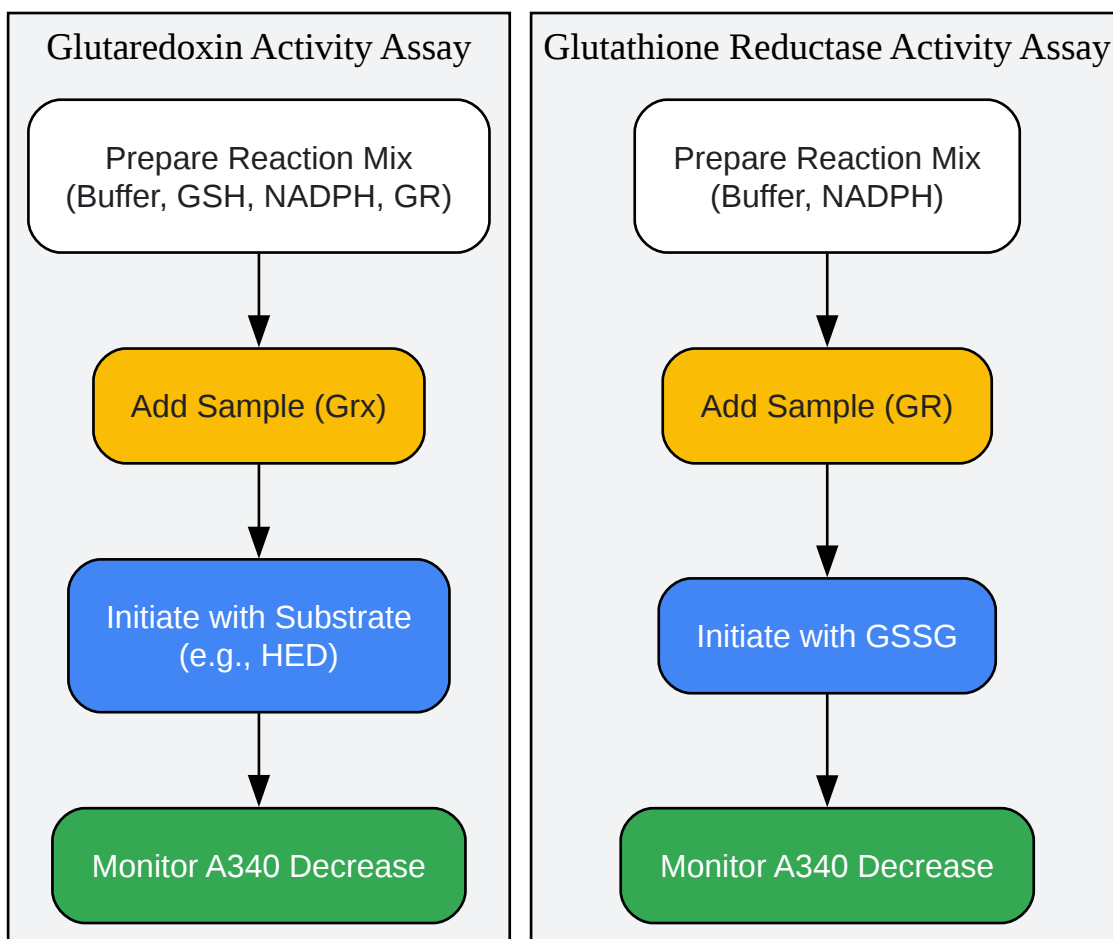 Glutaredoxin Activity Assay
Prepare Reaction Mix
(Buffer, GSH, NADPH, GR)
Add Sample (Grx)
Initiate with Substrate
(e.g., HED)
Monitor A340 Decrease
Glutathione Reductase Activity Assay
Prepare Reaction Mix
(Buffer, NADPH)
Add Sample (GR)
Initiate with GSSG
Monitor A340 Decrease